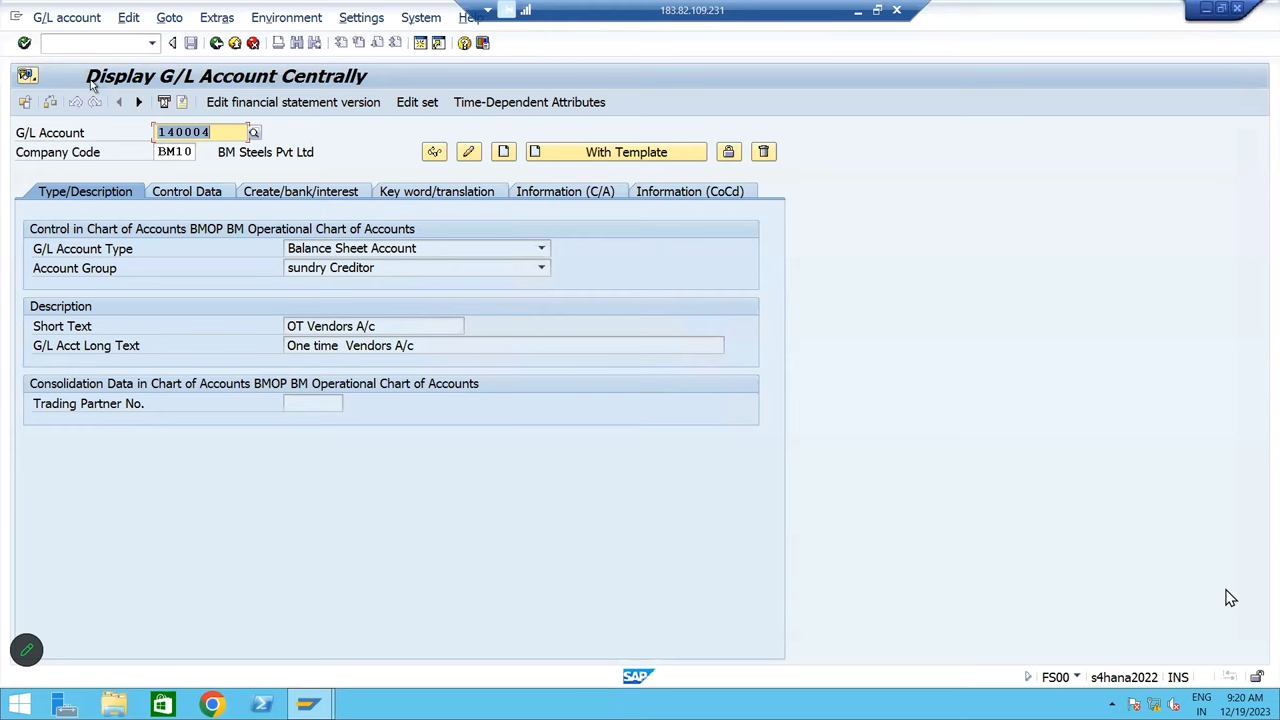 183.82.109.231
G/L account Edit Goto Extras Environment Settings System Help
Display G/L Account Centrally
Edit financial statement version Edit set Time-Dependent Attributes
G/L Account 140004
Company Code BM10 BM Steels Pvt Ltd With Template
Type/Description Control Data Create/bank/interest Key word/translation Information (C/A) Information (CoCd)
Control in Chart of Accounts BMOP BM Operational Chart of Accounts
G/L Account Type Balance Sheet Account
Account Group sundry Creditor
Description
Short Text OT Vendors A/c
G/L Acct Long Text One time Vendors A/c
Consolidation Data in Chart of Accounts BMOP BM Operational Chart of Accounts
Trading Partner No.
SAP FS00 s4hana2022 INS
ENG 9:20 AM
IN 12/19/2023